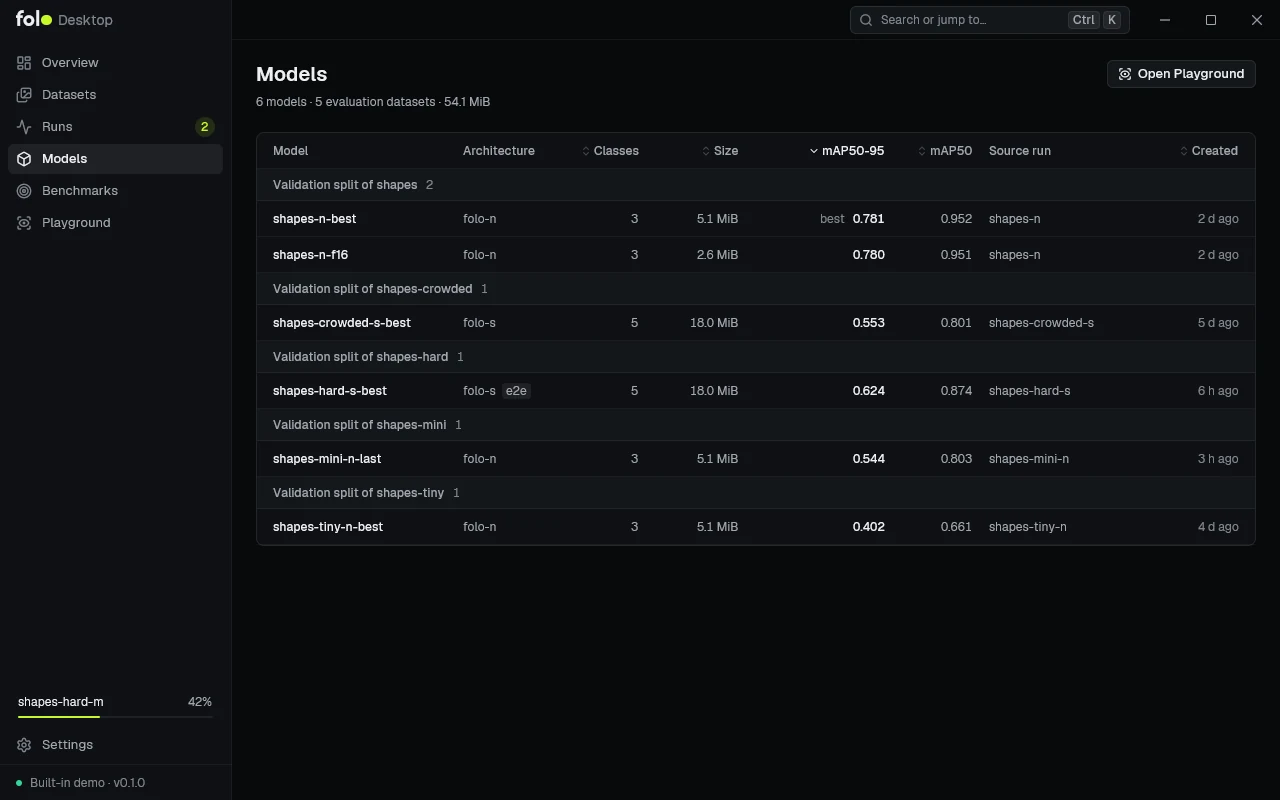 folo Desktop
Search or jump to... Ctrl K
Overview
Datasets
Runs 2
Models
Benchmarks
Playground
Models
Open Playground
6 models · 5 evaluation datasets · 54.1 MiB
Model Architecture Classes Size mAP50-95 mAP50 Source run Created
Validation split of shapes 2
shapes-n-best folo-n 3 5.1 MiB best 0.781 0.952 shapes-n 2 d ago
shapes-n-f16 folo-n 3 2.6 MiB 0.780 0.951 shapes-n 2 d ago
Validation split of shapes-crowded 1
shapes-crowded-s-best folo-s 5 18.0 MiB 0.553 0.801 shapes-crowded-s 5 d ago
Validation split of shapes-hard 1
shapes-hard-s-best folo-s e2e 5 18.0 MiB 0.624 0.874 shapes-hard-s 6 h ago
Validation split of shapes-mini 1
shapes-mini-n-last folo-n 3 5.1 MiB 0.544 0.803 shapes-mini-n 3 h ago
Validation split of shapes-tiny 1
shapes-tiny-n-best folo-n 3 5.1 MiB 0.402 0.661 shapes-tiny-n 4 d ago
shapes-hard-m 42%
Settings
Built-in demo · v0.1.0